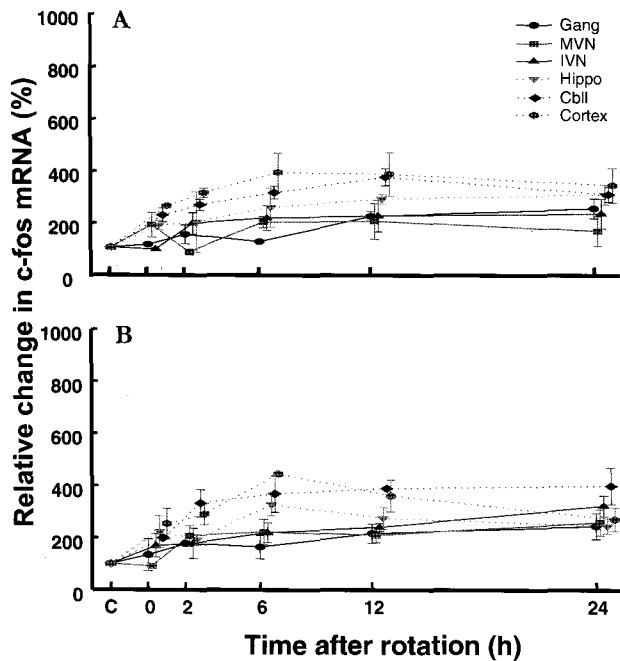 A
Gang
MVN
IVN
Hippo
Cbll
Cortex
1000
800
600
400
200
0
Relative change in c-fos mRNA (%)
B
1000
800
600
400
200
0
C 0 2 6 12 24
Time after rotation (h)